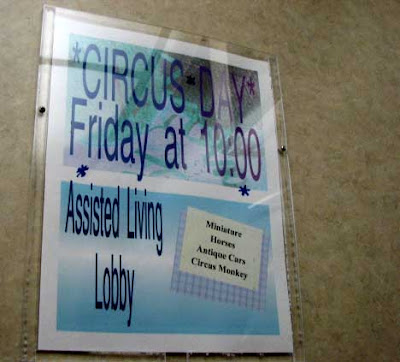 *CIRCUS*DAY*
Friday at 10:00
* *
Assisted Living
Lobby
Miniature
Horses
Antique Cars
Circus Monkey